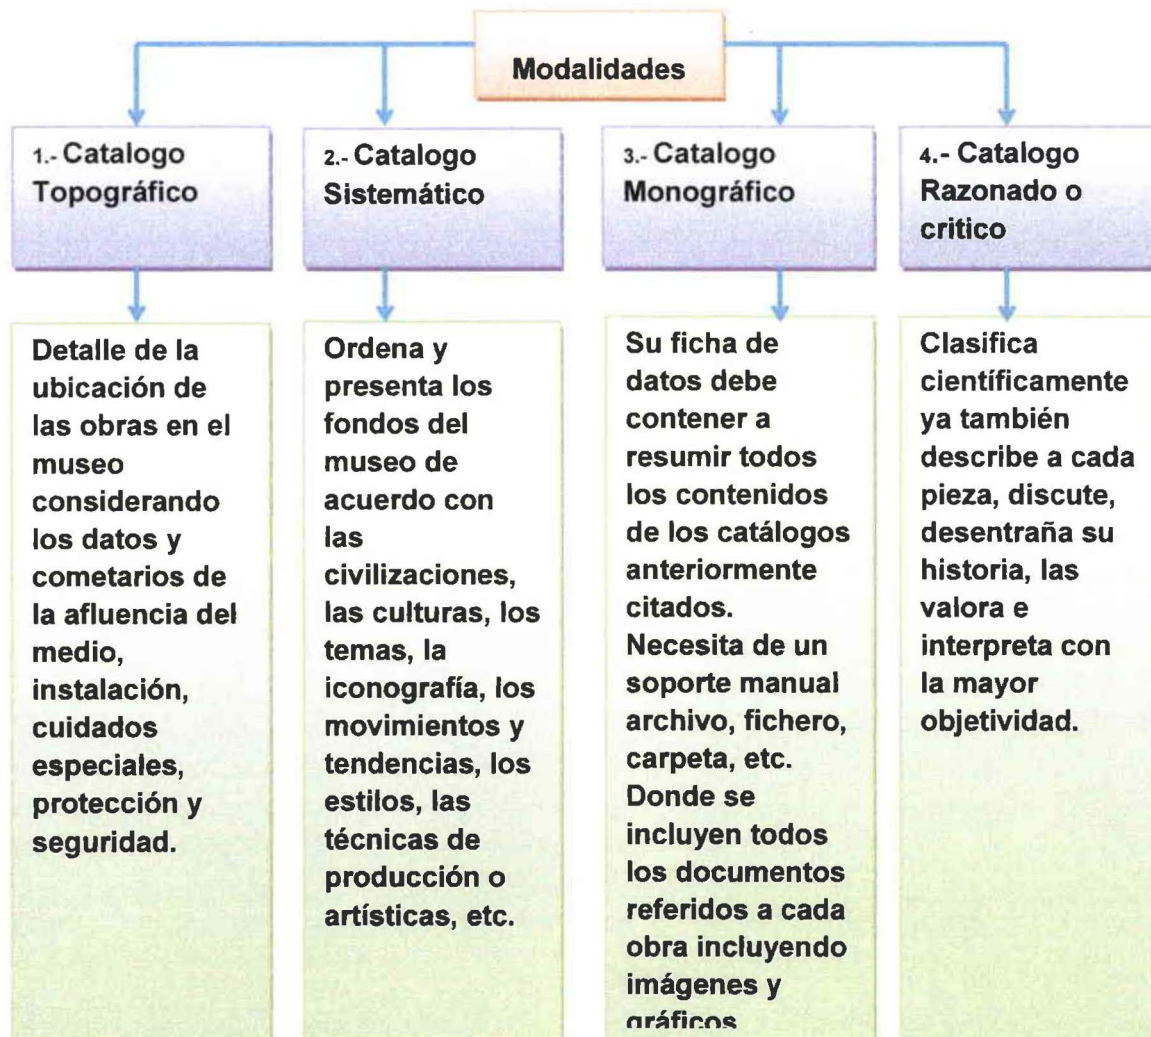 Modalidades
1.- Catalogo
Topográfico
2.- Catalogo
Sistemático
3.- Catalogo
Monográfico
4.- Catalogo
Razonado o
critico
Detalle de la
ubicación de
las obras en el
museo
considerando
los datos y
cometarios de
la afluencia del
medio,
instalación,
cuidados
especiales,
protección y
seguridad.
Ordena y
presenta los
fondos del
museo de
acuerdo con
las
civilizaciones,
las culturas, los
temas, la
iconografía, los
movimientos y
tendencias, los
estilos, las
técnicas de
producción o
artísticas, etc.
Su ficha de
datos debe
contener a
resumir todos
los contenidos
de los catálogos
anteriormente
citados.
Necesita de un
soporte manual
archivo, fichero,
carpeta, etc.
Donde se
incluyen todos
los documentos
referidos a cada
obra incluyendo
imágenes y
gráficos
Clasifica
científicamente
ya también
describe a cada
pieza, discute,
desentraña su
historia, las
valora e
interpreta con
la mayor
objetividad.